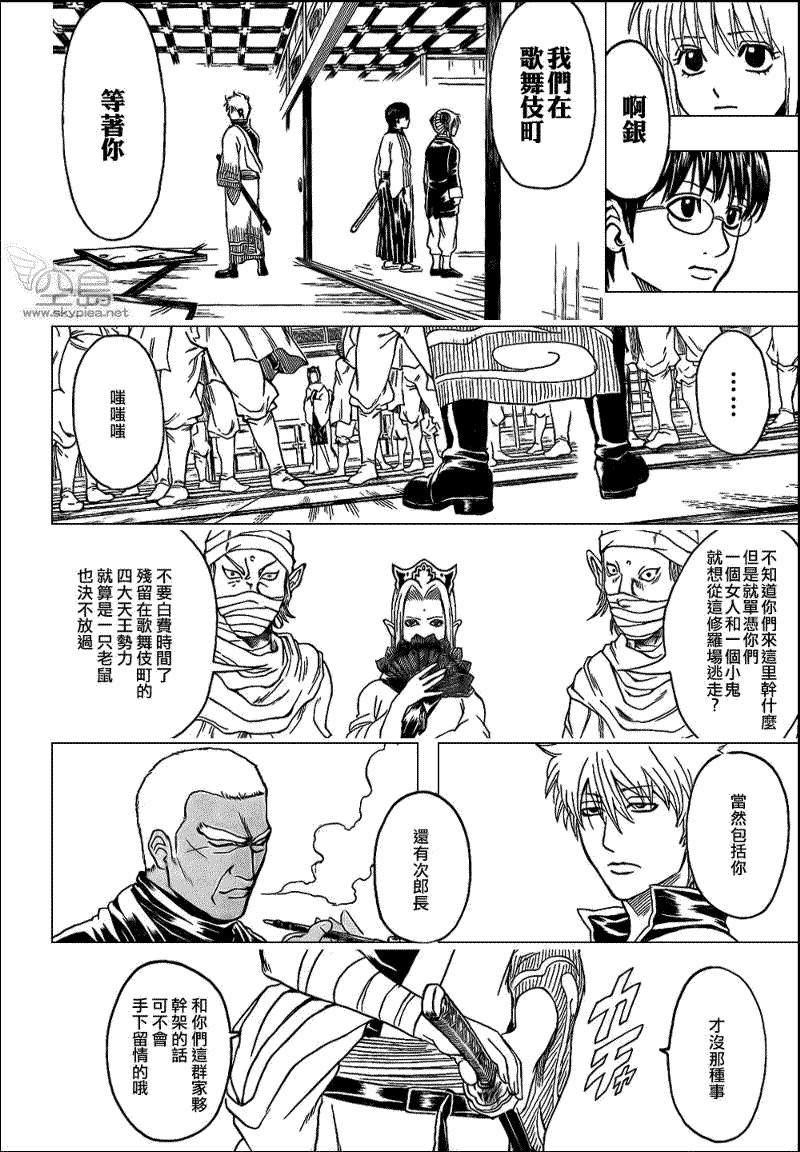 啊銀
我們在
歌舞伎町
等著你
空島
www.skypiea.net
……
嗤嗤嗤
不知道你們來這里幹什麼
但是就單憑你們
一個女人和一個小鬼
就想從這修羅場逃走?
不要白費時間了
殘留在歌舞伎町的
四大天王勢力
就算是一只老鼠
也決不放過
當然包括你
還有次郎長
才沒那種事
カチャ
和你們這群家夥
幹架的話
可不會
手下留情的哦